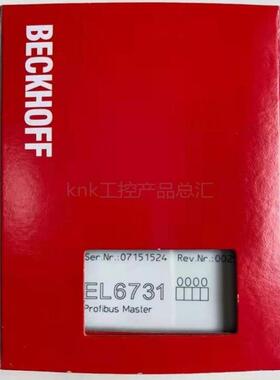 BECKHOFF
knk工控产品总汇
Ser.Nr.:07151524 Rev.Nr.:002
EL6731 0000
Profibus Master